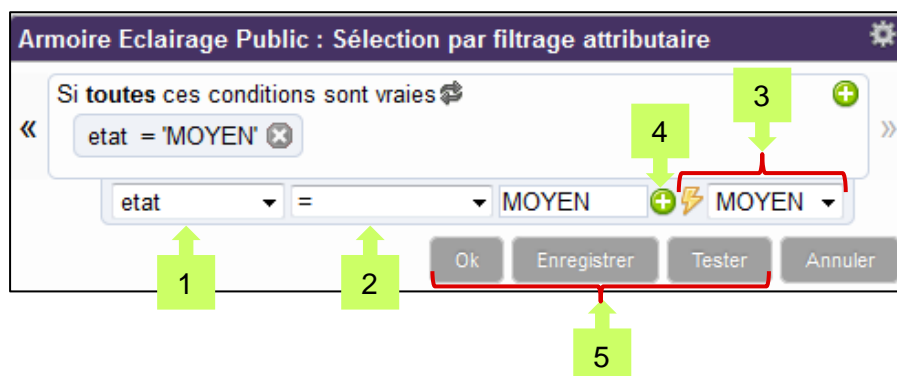 Armoire Eclairage Public : Sélection par filtrage attributaire
Si toutes ces conditions sont vraies
3
«
etat = 'MOYEN'
4
»
etat = MOYEN MOYEN
Ok Enregistrer Tester Annuler
1 2
5